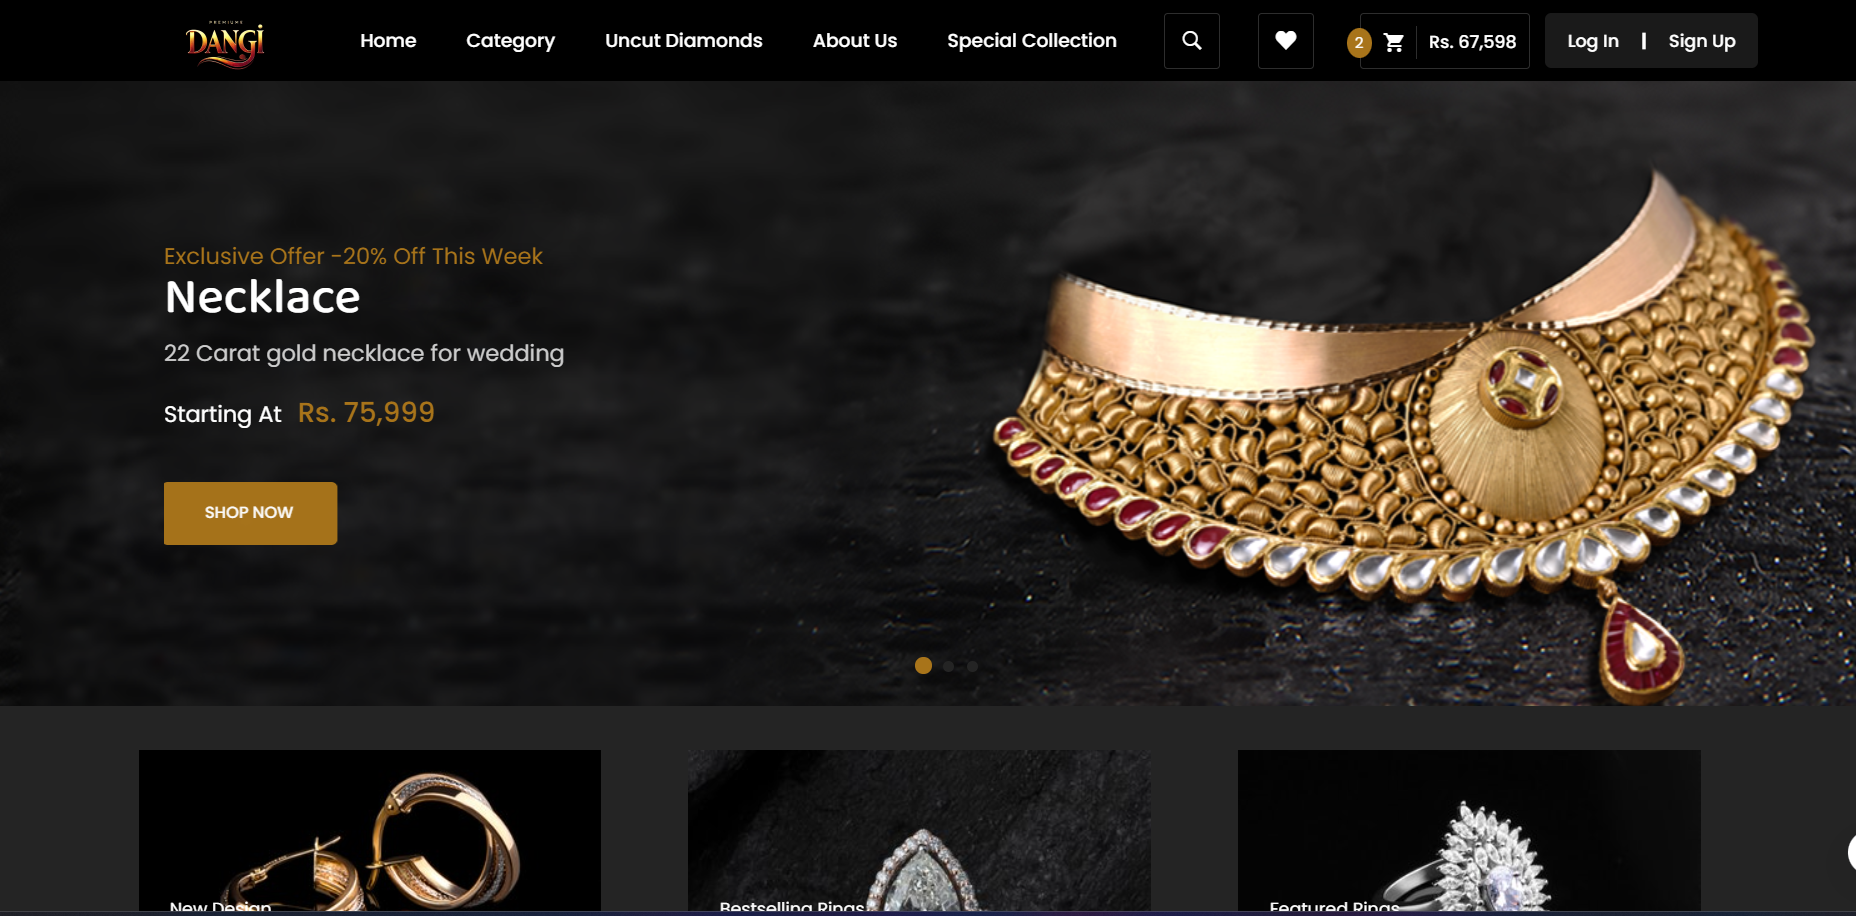 PREMIUMS
DANGi
Home
Category
Uncut Diamonds
About Us
Special Collection
2
Rs. 67,598
Log In | Sign Up
Exclusive Offer -20% Off This Week
Necklace
22 Carat gold necklace for wedding
Starting At Rs. 75,999
SHOP NOW
New Design
Bestselling Rings
Featured Rings